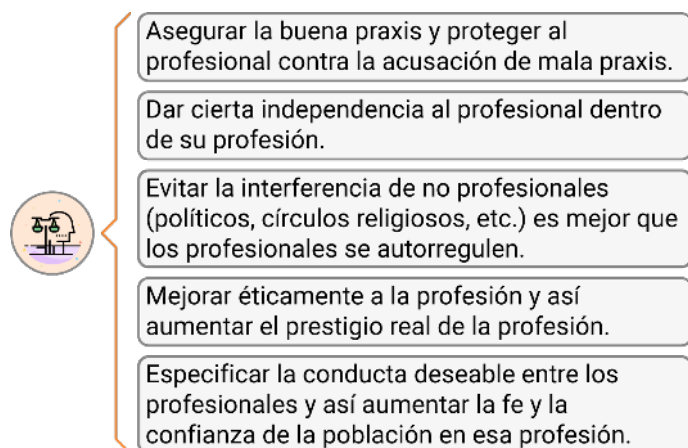 Asegurar la buena praxis y proteger al
profesional contra la acusación de mala praxis.
Dar cierta independencia al profesional dentro
de su profesión.
Evitar la interferencia de no profesionales
(políticos, círculos religiosos, etc.) es mejor que
los profesionales se autorregulen.
Mejorar éticamente a la profesión y así
aumentar el prestigio real de la profesión.
Especificar la conducta deseable entre los
profesionales y así aumentar la fe y la
confianza de la población en esa profesión.